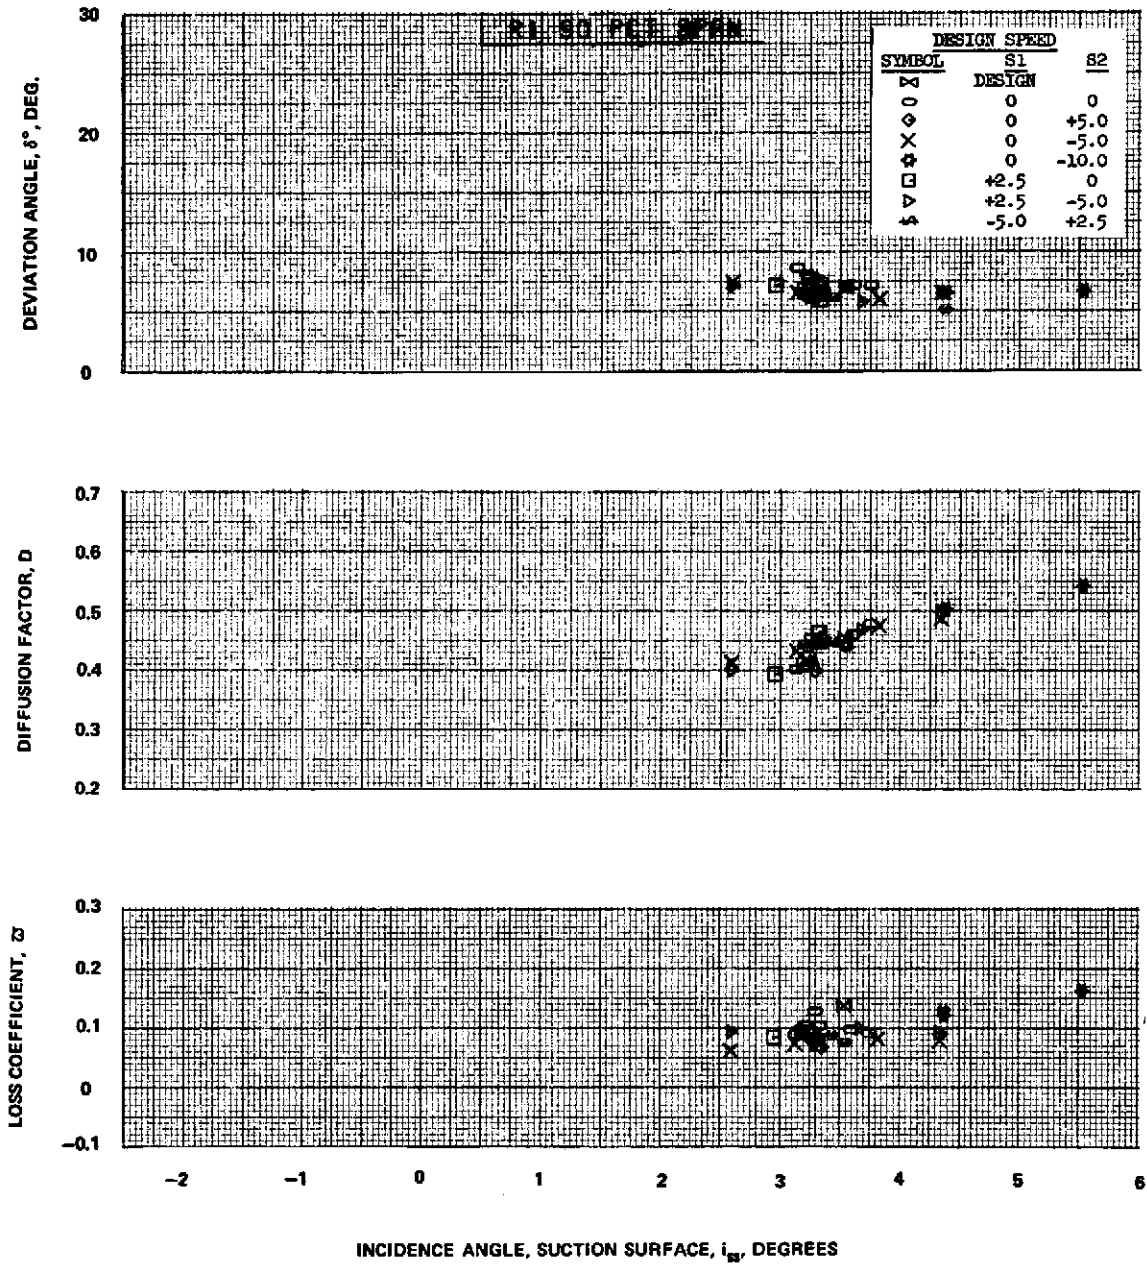 R1 90 PCT SPAN
DESIGN SPEED
SYMBOL S1 S2
DESIGN
0 0
0 +5.0
0 -5.0
0 -10.0
+2.5 0
+2.5 -5.0
-5.0 +2.5
DEVIATION ANGLE, δ°, DEG.
30
20
10
0
DIFFUSION FACTOR, D
0.7
0.6
0.5
0.4
0.3
0.2
LOSS COEFFICIENT, ϖ
0.3
0.2
0.1
0
−0.1
−2 −1 0 1 2 3 4 5 6
INCIDENCE ANGLE, SUCTION SURFACE, iss, DEGREES